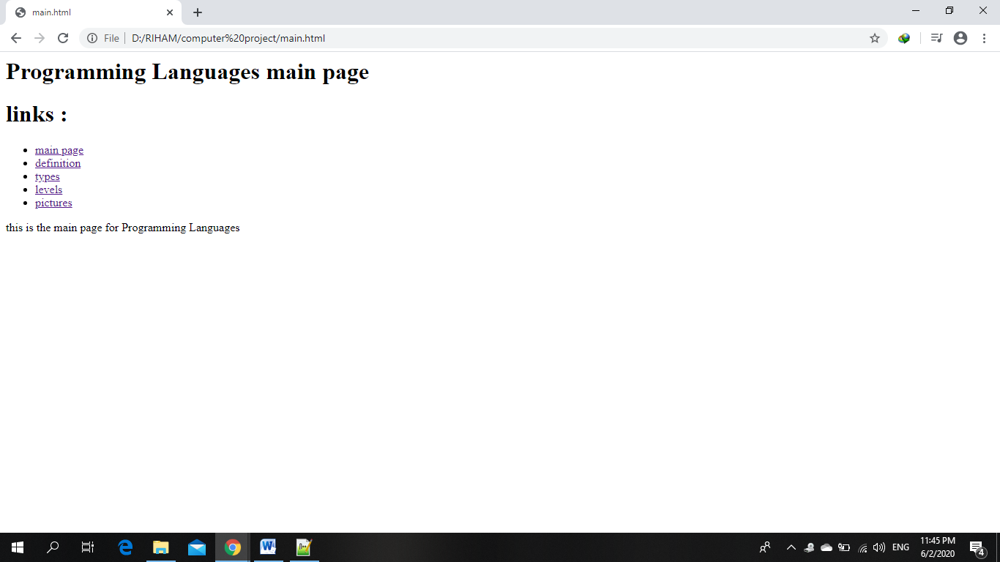 main.html
File D:/RIHAM/computer%20project/main.html
Programming Languages main page
links :
main page
definition
types
levels
pictures
this is the main page for Programming Languages
ENG
11:45 PM
6/2/2020
4